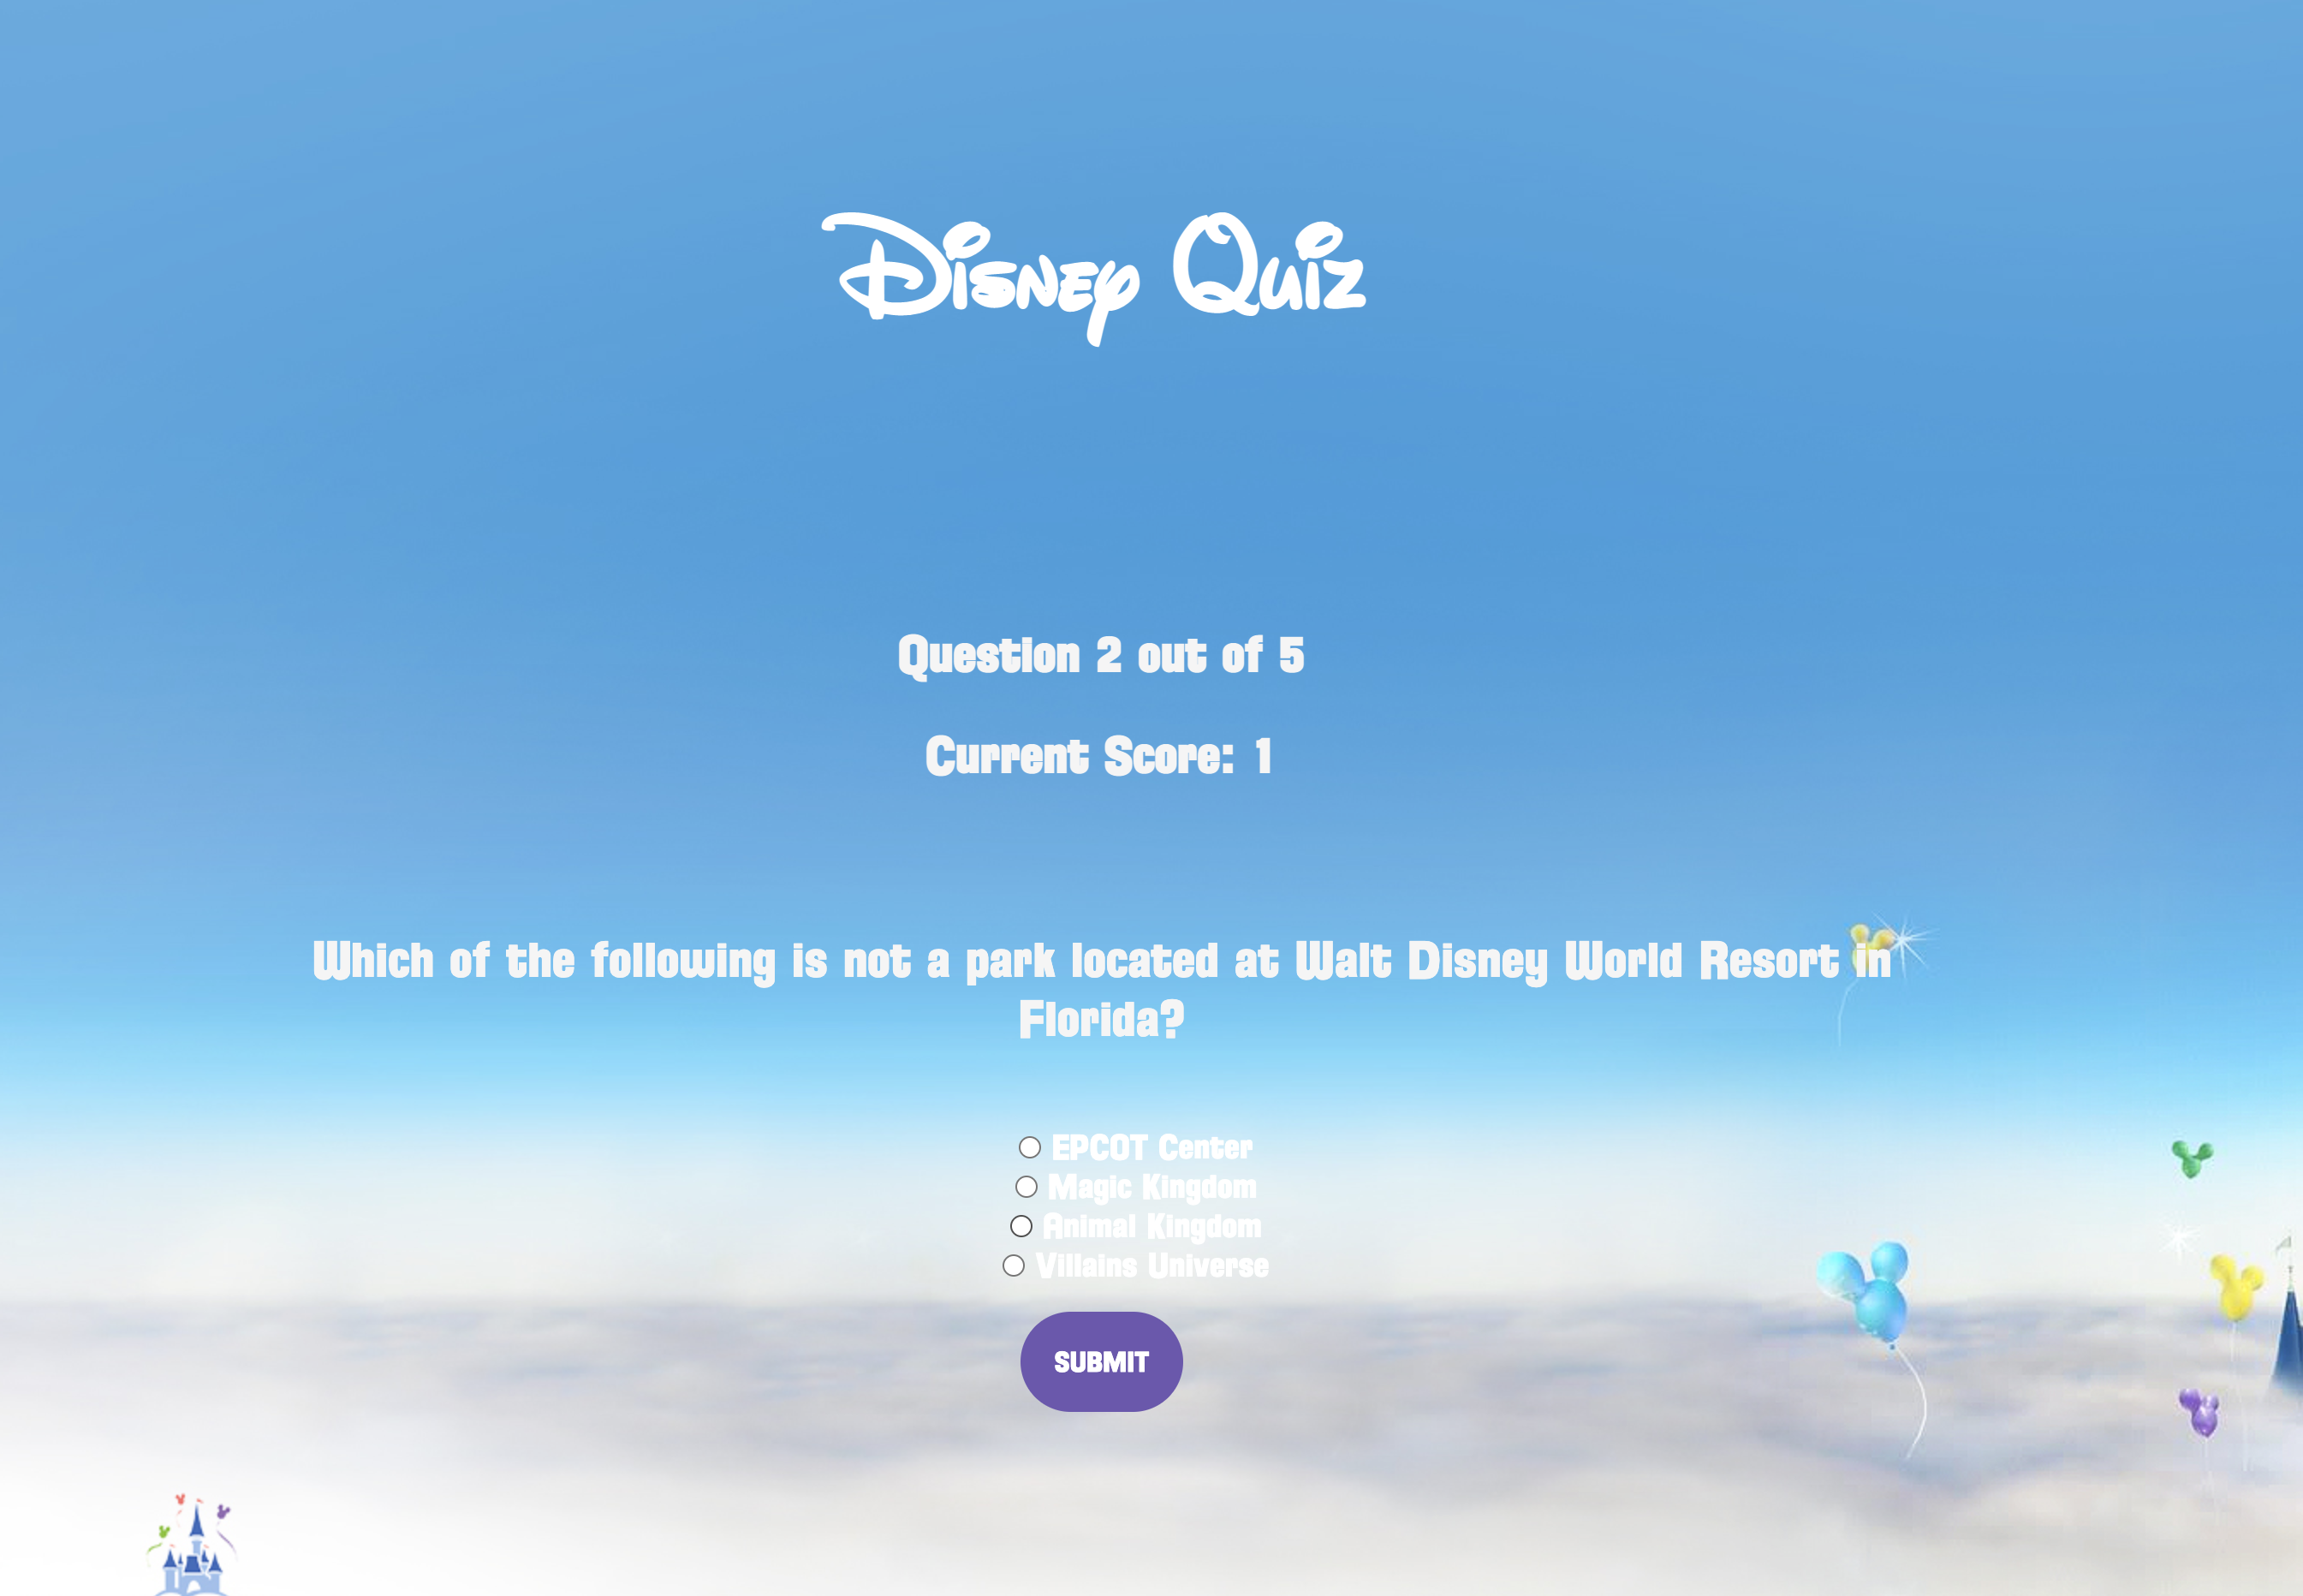 Disney Quiz
Question 2 out of 5
Current Score: 1
Which of the following is not a park located at Walt Disney World Resort in
Florida?
EPCOT Center
Magic Kingdom
Animal Kingdom
Villains Universe
SUBMIT